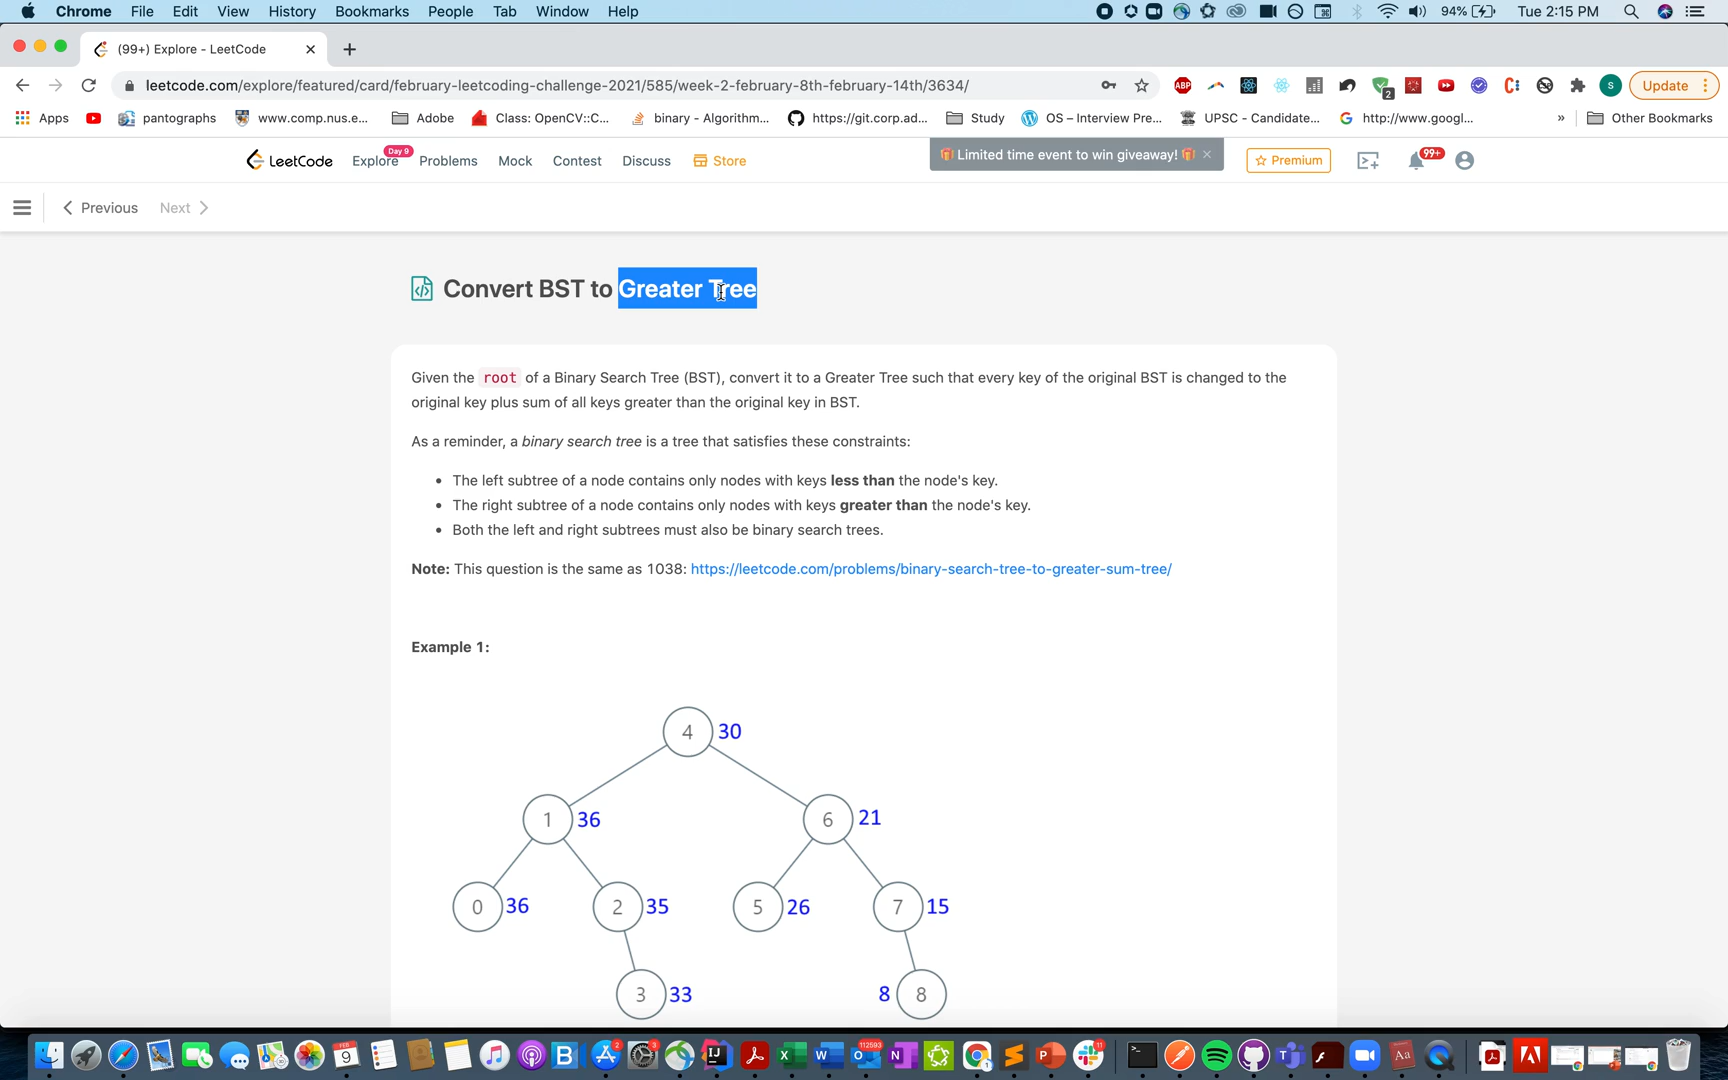 Chrome File Edit View History Bookmarks People Tab Window Help 94% Tue 2:15 PM
(99+) Explore - LeetCode
leetcode.com/explore/featured/card/february-leetcoding-challenge-2021/585/week-2-february-8th-february-14th/3634/ ABP 2 C: S Update
Apps pantographs www.comp.nus.e... Adobe Class: OpenCV::C... binary - Algorithm... https://git.corp.ad... Study OS – Interview Pre... UPSC - Candidate... http://www.googl... » Other Bookmarks
LeetCode Explore Day 9 Problems Mock Contest Discuss Store Limited time event to win giveaway! Premium 99+
Previous Next
Convert BST to Greater Tree
Given the root of a Binary Search Tree (BST), convert it to a Greater Tree such that every key of the original BST is changed to the
original key plus sum of all keys greater than the original key in BST.
As a reminder, a binary search tree is a tree that satisfies these constraints:
• The left subtree of a node contains only nodes with keys less than the node's key.
• The right subtree of a node contains only nodes with keys greater than the node's key.
• Both the left and right subtrees must also be binary search trees.
Note: This question is the same as 1038: https://leetcode.com/problems/binary-search-tree-to-greater-sum-tree/
Example 1:
4 30
1 36 6 21
0 36 2 35 5 26 7 15
3 33 8 8
FEB 9 2 3 112593 1 11